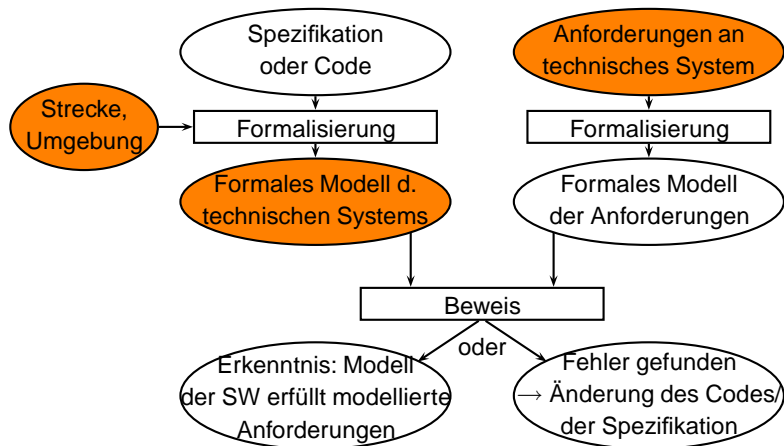 Spezifikation
oder Code
Anforderungen an
technisches System
Strecke,
Umgebung
Formalisierung
Formalisierung
Formales Modell d.
technischen Systems
Formales Modell
der Anforderungen
Beweis
oder
Erkenntnis: Modell
der SW erfüllt modellierte
Anforderungen
Fehler gefunden
→ Änderung des Codes/
der Spezifikation